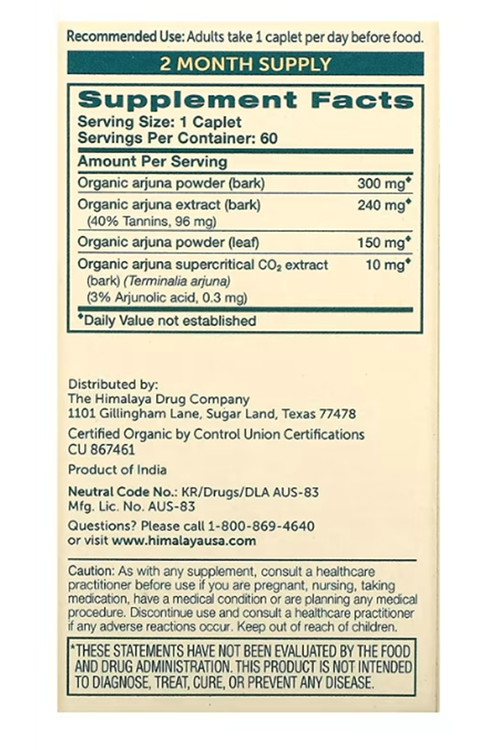 Recommended Use: Adults take 1 caplet per day before food.
2 MONTH SUPPLY
Supplement Facts
Serving Size: 1 Caplet
Servings Per Container: 60
Amount Per Serving
Organic arjuna powder (bark) 300 mg◆
Organic arjuna extract (bark) 240 mg◆
(40% Tannins, 96 mg)
Organic arjuna powder (leaf) 150 mg◆
Organic arjuna supercritical CO₂ extract 10 mg◆
(bark) (Terminalia arjuna)
(3% Arjunolic acid, 0.3 mg)
◆Daily Value not established
Distributed by:
The Himalaya Drug Company
1101 Gillingham Lane, Sugar Land, Texas 77478
Certified Organic by Control Union Certifications
CU 867461
Product of India
Neutral Code No.: KR/Drugs/DLA AUS-83
Mfg. Lic. No. AUS-83
Questions? Please call 1-800-869-4640
or visit www.himalayausa.com
Caution: As with any supplement, consult a healthcare
practitioner before use if you are pregnant, nursing, taking
medication, have a medical condition or are planning any medical
procedure. Discontinue use and consult a healthcare practitioner
if any adverse reactions occur. Keep out of reach of children.
*THESE STATEMENTS HAVE NOT BEEN EVALUATED BY THE FOOD
AND DRUG ADMINISTRATION. THIS PRODUCT IS NOT INTENDED
TO DIAGNOSE, TREAT, CURE, OR PREVENT ANY DISEASE.